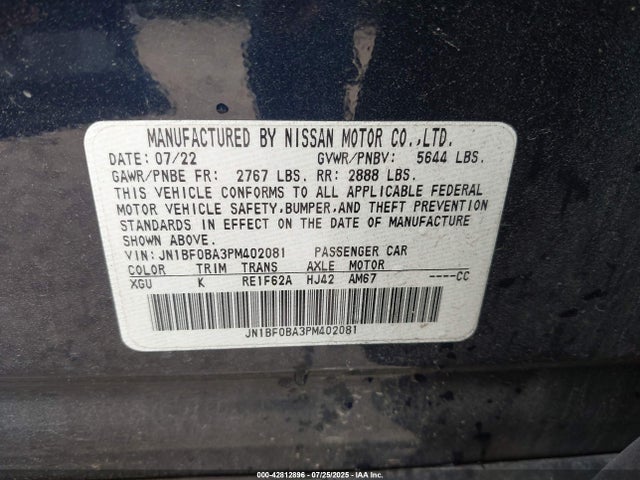 MANUFACTURED BY NISSAN MOTOR CO.,LTD.
DATE: 07/22 GVWR/PNBV: 5644 LBS.
GAWR/PNBE FR: 2767 LBS. RR: 2888 LBS.
THIS VEHICLE CONFORMS TO ALL APPLICABLE FEDERAL
MOTOR VEHICLE SAFETY,BUMPER,AND THEFT PREVENTION
STANDARDS IN EFFECT ON THE DATE OF MANUFACTURE
SHOWN ABOVE.
VIN: JN1BF0BA3PM402081 PASSENGER CAR
COLOR TRIM TRANS AXLE MOTOR
XGU K RE1F62A HJ42 AM67 ----CC
JN1BF0BA3PM402081
000-42812896 - 07/25/2025 - IAAI.COM